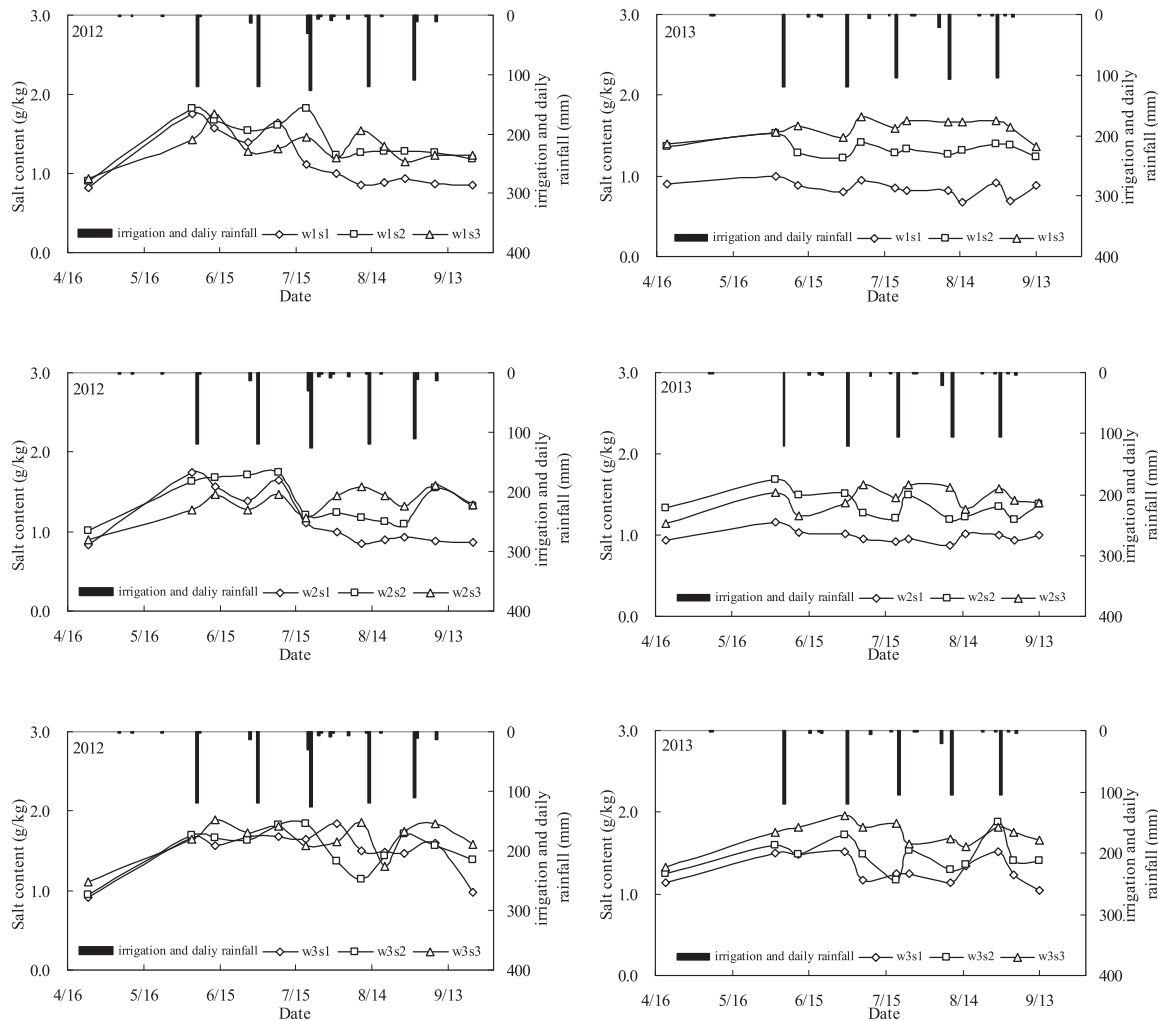 2012
3.0
2.0
1.0
0.0
Salt content (g/kg)
0
100
200
300
400
irrigation and daily
rainfall (mm)
irrigation and daliy rainfall w1s1 w1s2 w1s3
4/16 5/16 6/15 7/15 8/14 9/13
Date
2013
3.0
2.0
1.0
0.0
Salt content (g/kg)
0
100
200
300
400
irrigation and daily
rainfall (mm)
irrigation and daily rainfall w1s1 w1s2 w1s3
4/16 5/16 6/15 7/15 8/14 9/13
Date
2012
3.0
2.0
1.0
0.0
Salt content (g/kg)
0
100
200
300
400
irrigation and daily
rainfall (mm)
irrigation and daliy rainfall w2s1 w2s2 w2s3
4/16 5/16 6/15 7/15 8/14 9/13
Date
2013
3.0
2.0
1.0
0.0
Salt content (g/kg)
0
100
200
300
400
irrigation and daily
rainfall (mm)
irrigation and daily rainfall w2s1 w2s2 w2s3
4/16 5/16 6/15 7/15 8/14 9/13
Date
2012
3.0
2.0
1.0
0.0
Salt content (g/kg)
0
100
200
300
400
irrigation and daily
rainfall (mm)
irrigation and daliy rainfall w3s1 w3s2 w3s3
4/16 5/16 6/15 7/15 8/14 9/13
Date
2013
3.0
2.0
1.0
0.0
Salt content (g/kg)
0
100
200
300
400
irrigation and daily
rainfall (mm)
irrigation and daily rainfall w3s1 w3s2 w3s3
4/16 5/16 6/15 7/15 8/14 9/13
Date